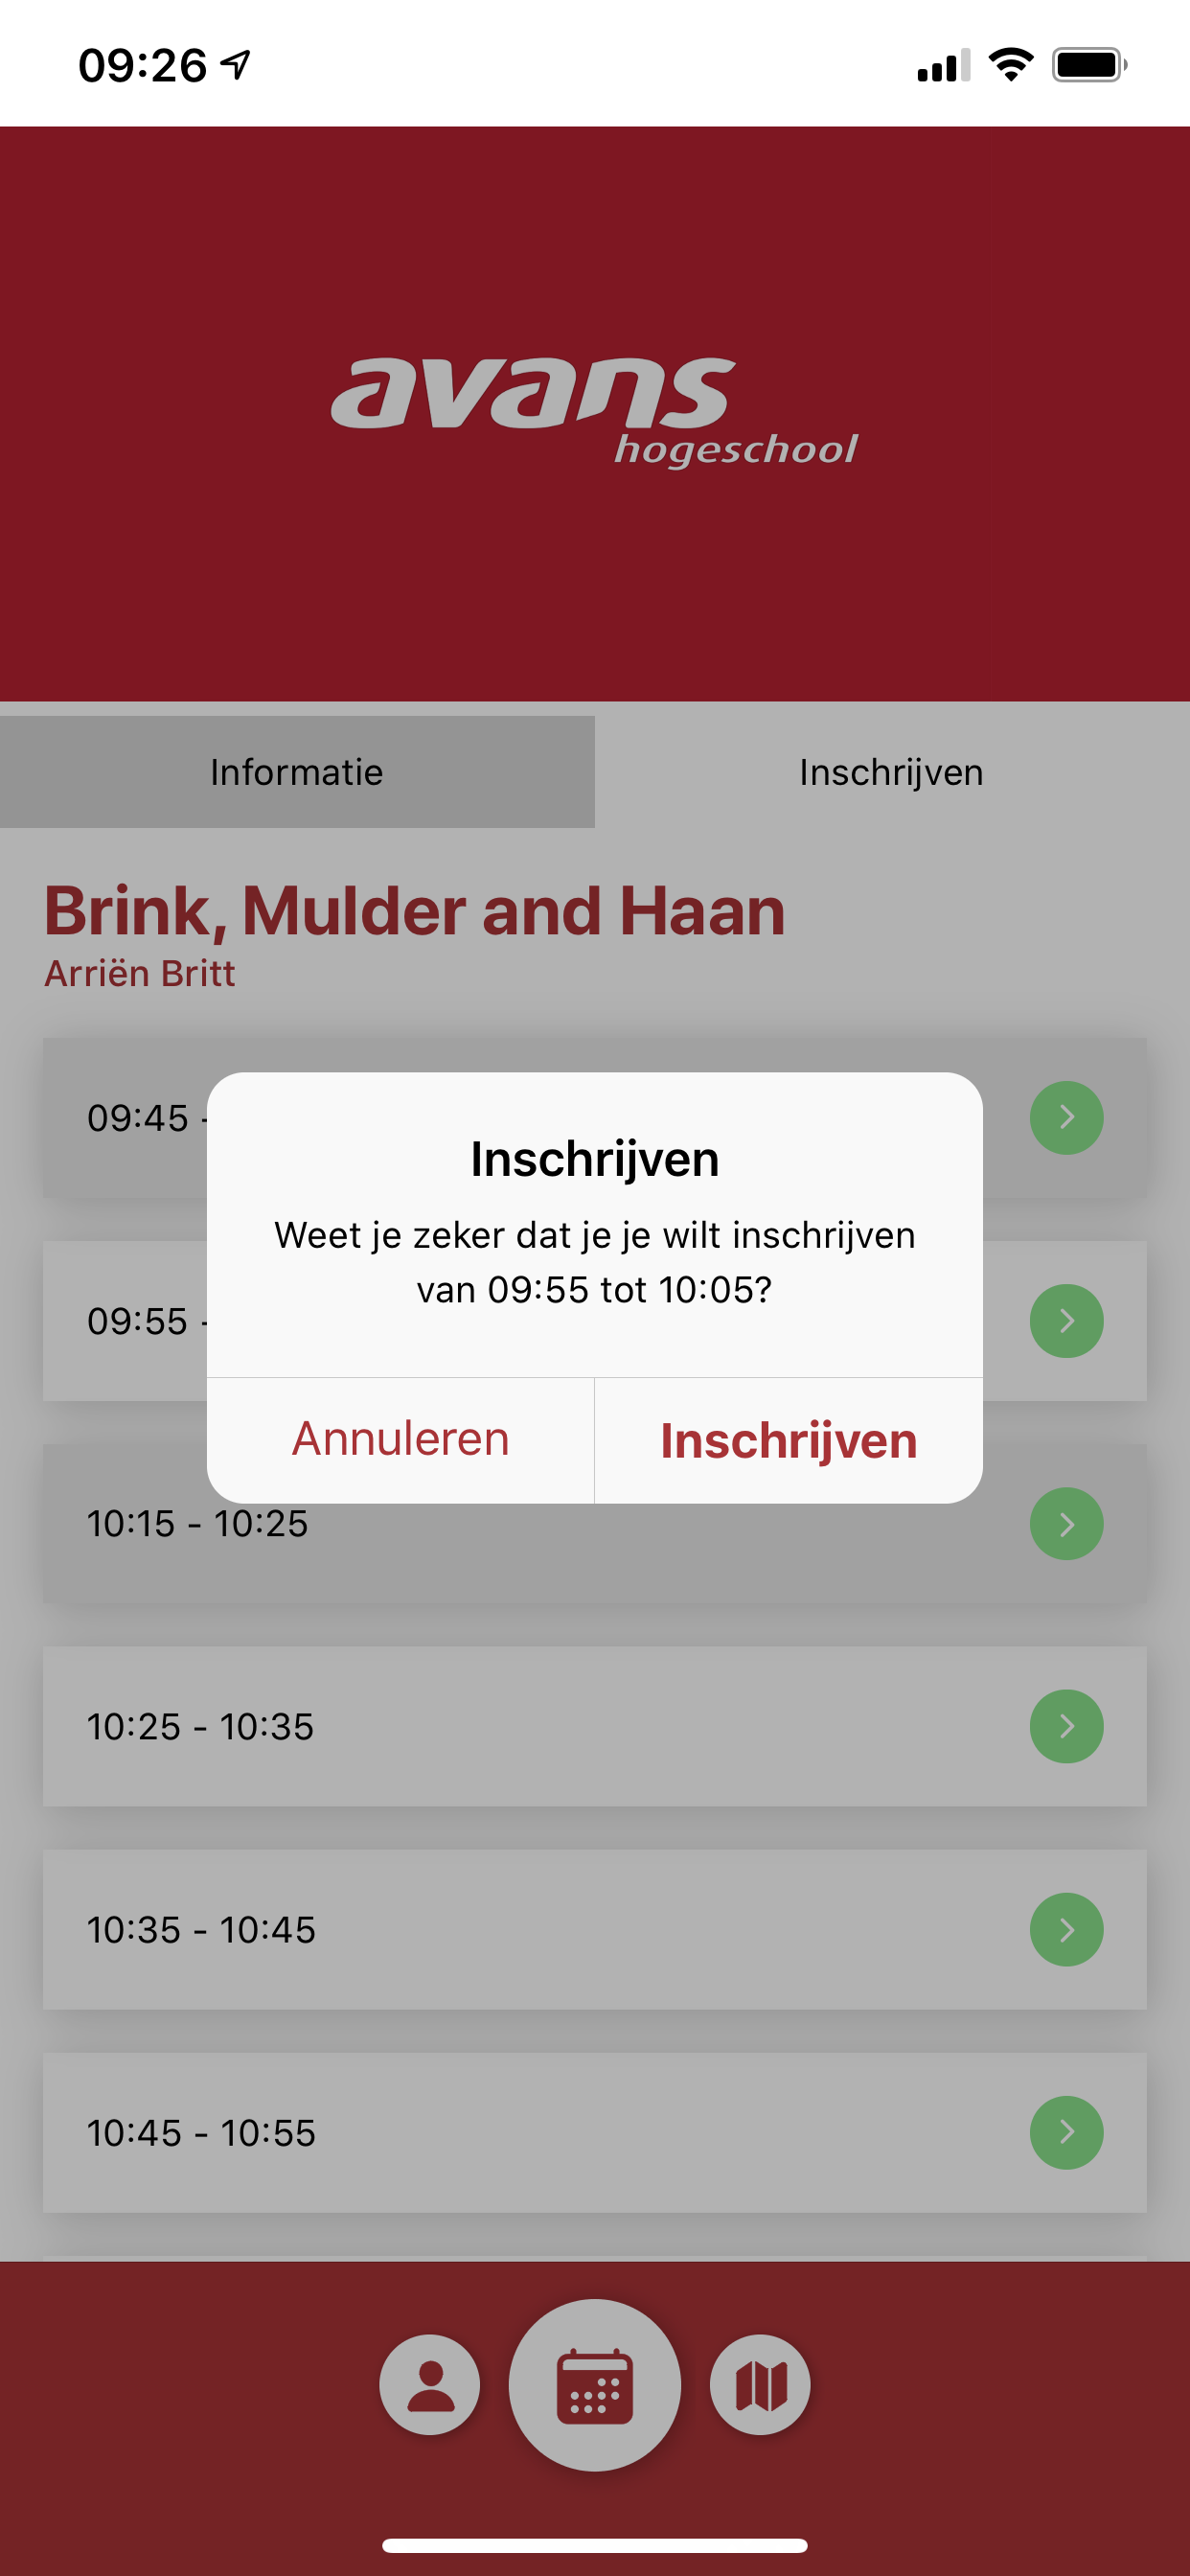 09:26
avans
hogeschool
Informatie
Inschrijven
Brink, Mulder and Haan
Arriën Britt
09:45 -
Inschrijven
Weet je zeker dat je je wilt inschrijven
van 09:55 tot 10:05?
09:55 -
Annuleren
Inschrijven
10:15 - 10:25
10:25 - 10:35
10:35 - 10:45
10:45 - 10:55